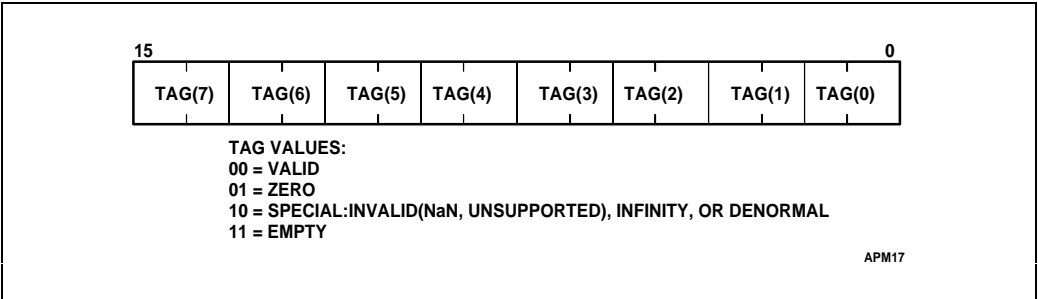 15 0
TAG(7) TAG(6) TAG(5) TAG(4) TAG(3) TAG(2) TAG(1) TAG(0)
TAG VALUES:
00 = VALID
01 = ZERO
10 = SPECIAL:INVALID(NaN, UNSUPPORTED), INFINITY, OR DENORMAL
11 = EMPTY
APM17